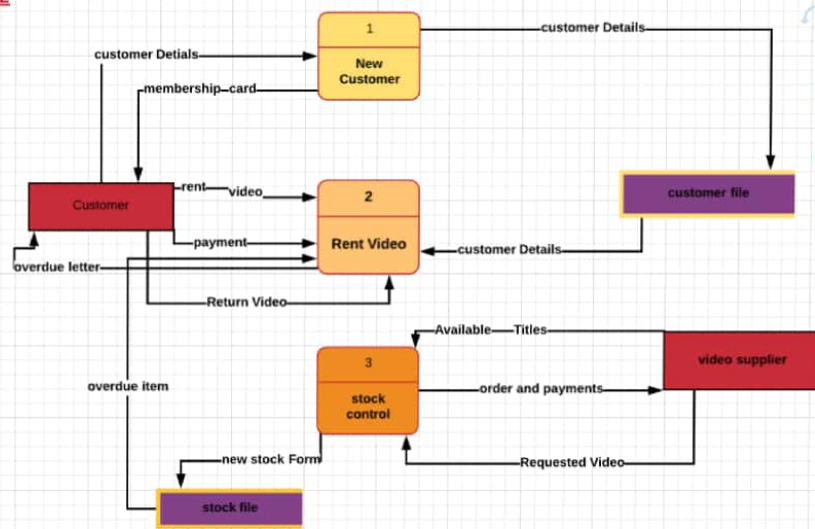 1
customer Details
customer Detials
New
Customer
membership card
rent video
2
customer file
Customer
payment
Rent Video
customer Details
overdue letter
Return Video
Available Titles
3
video supplier
overdue item
order and payments
stock
control
new stock Form
Requested Video
stock file